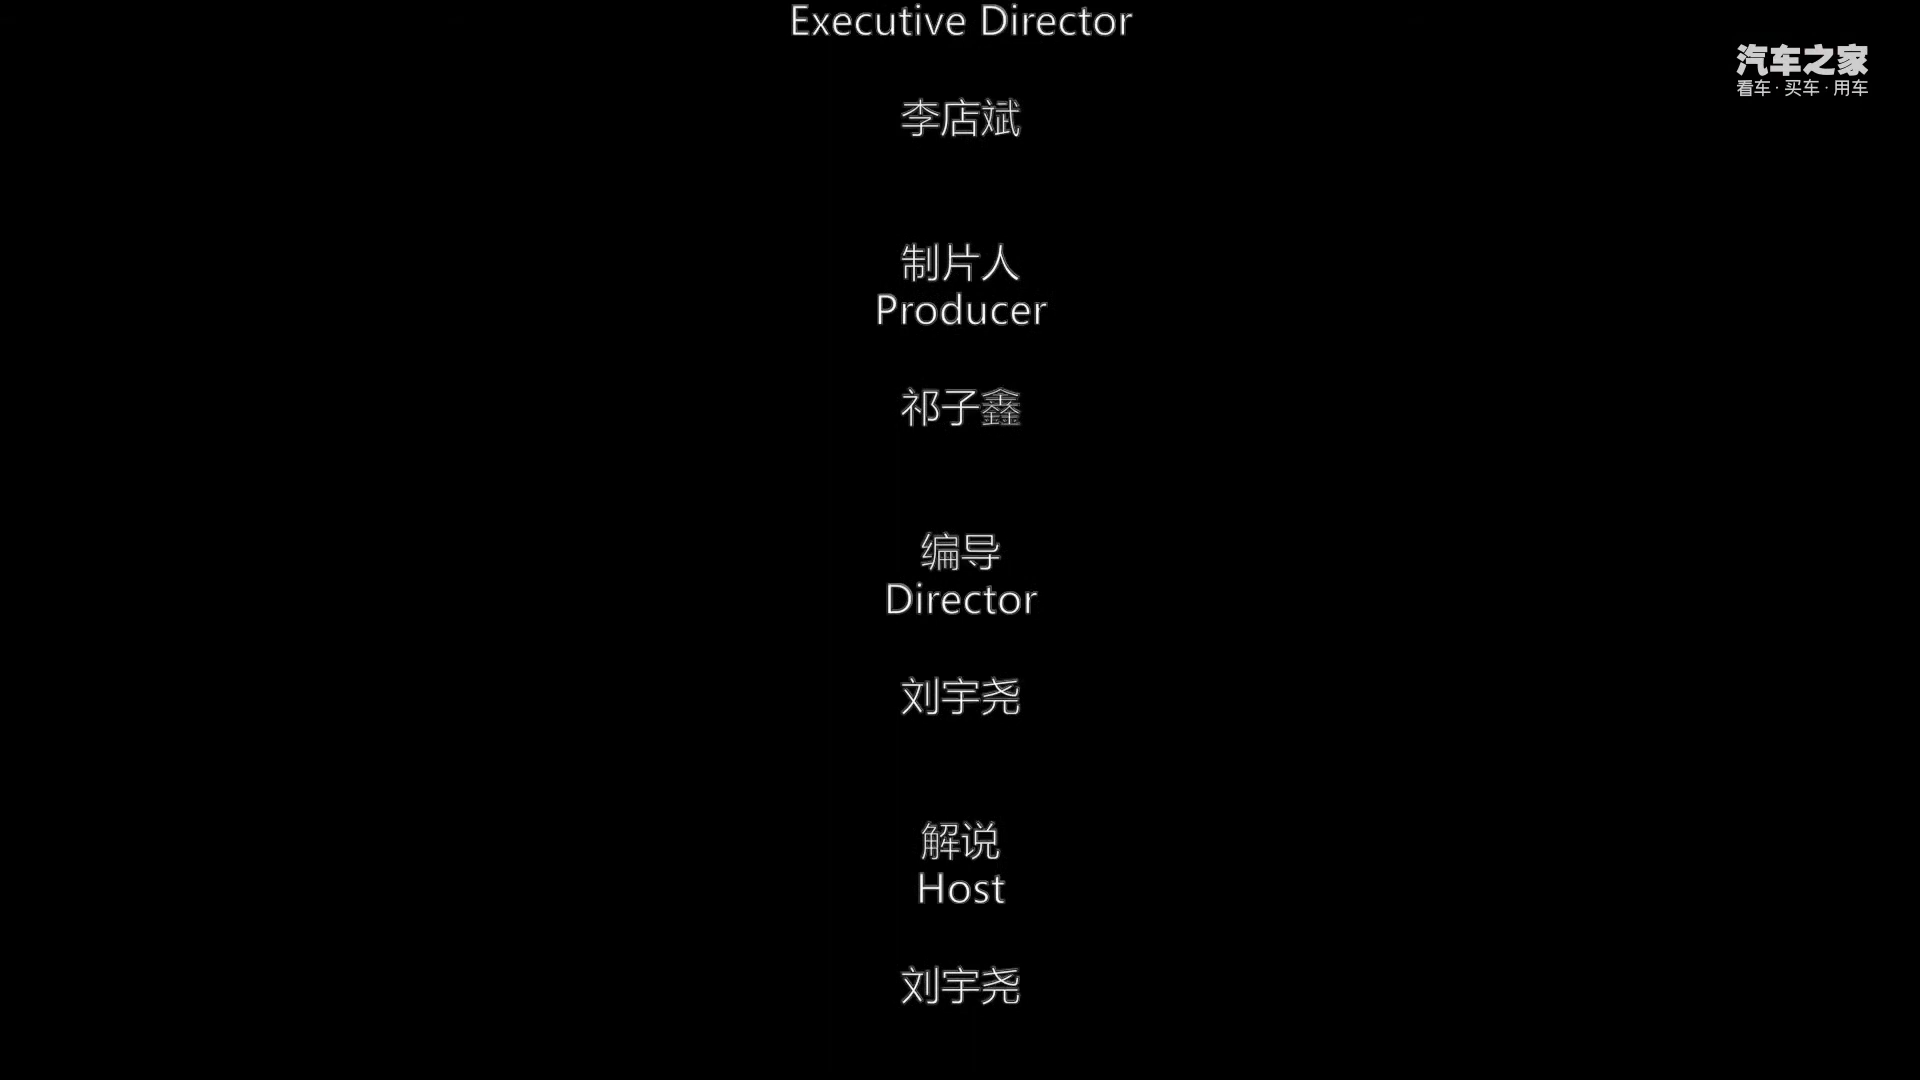 Executive Director
汽车之家
看车·买车·用车
李店斌
制片人
Producer
祁子鑫
编导
Director
刘宇尧
解说
Host
刘宇尧